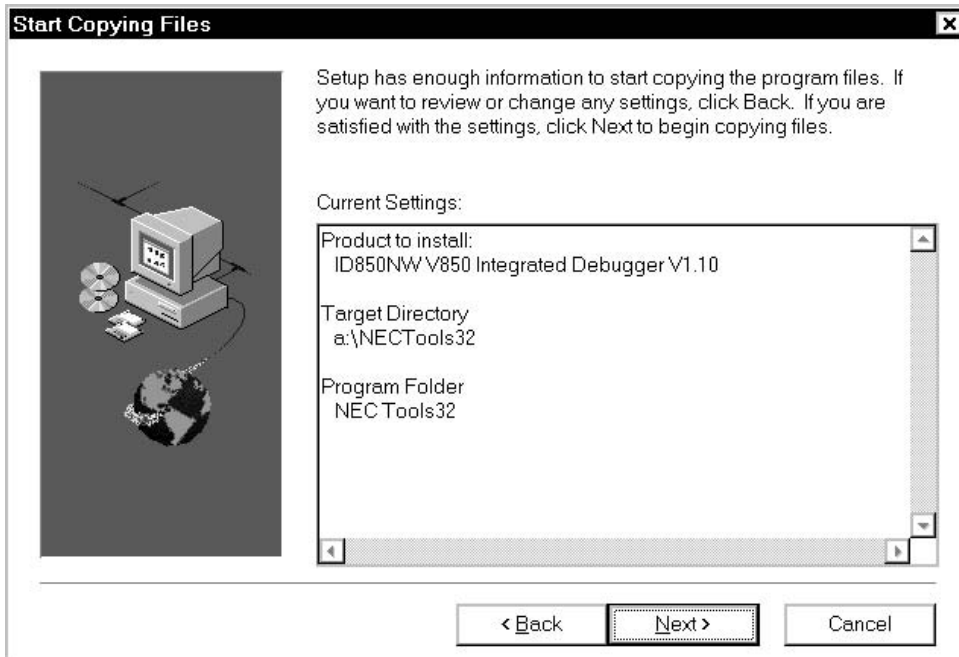 Start Copying Files
Setup has enough information to start copying the program files. If
you want to review or change any settings, click Back. If you are
satisfied with the settings, click Next to begin copying files.
Current Settings:
Product to install:
ID850NW V850 Integrated Debugger V1.10
Target Directory
a:\NECTools32
Program Folder
NEC Tools32
< Back
Next >
Cancel